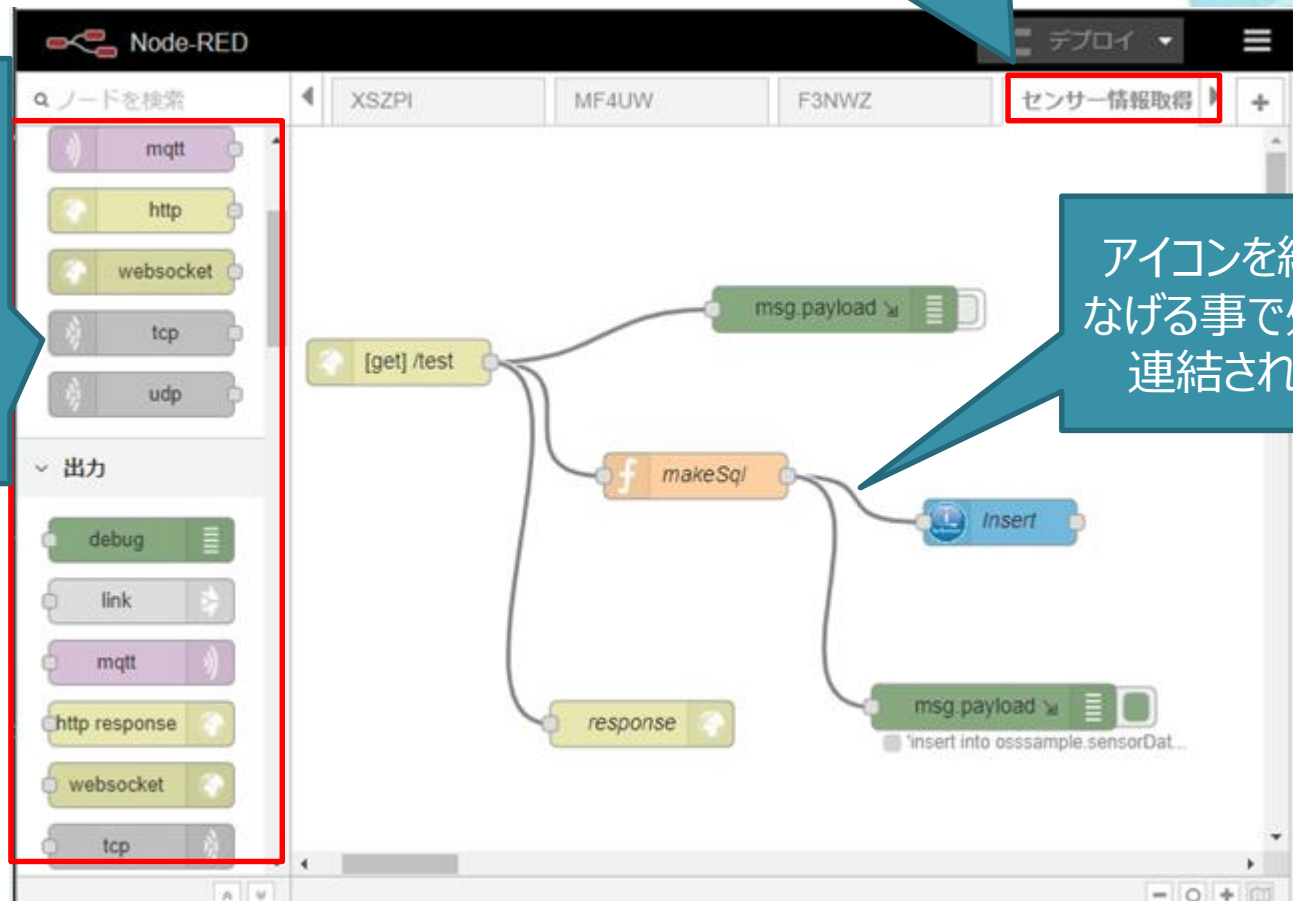 Node-RED
デプロイ
ノードを検索
XSZPI
MF4UW
F3NWZ
センサー情報取得
mqtt
http
websocket
tcp
udp
出力
debug
link
mqtt
http response
websocket
tcp
[get] /test
msg.payload
makeSql
Insert
response
msg.payload
'insert into osssample.sensorDat...
アイコンを
なげる事で
連結され